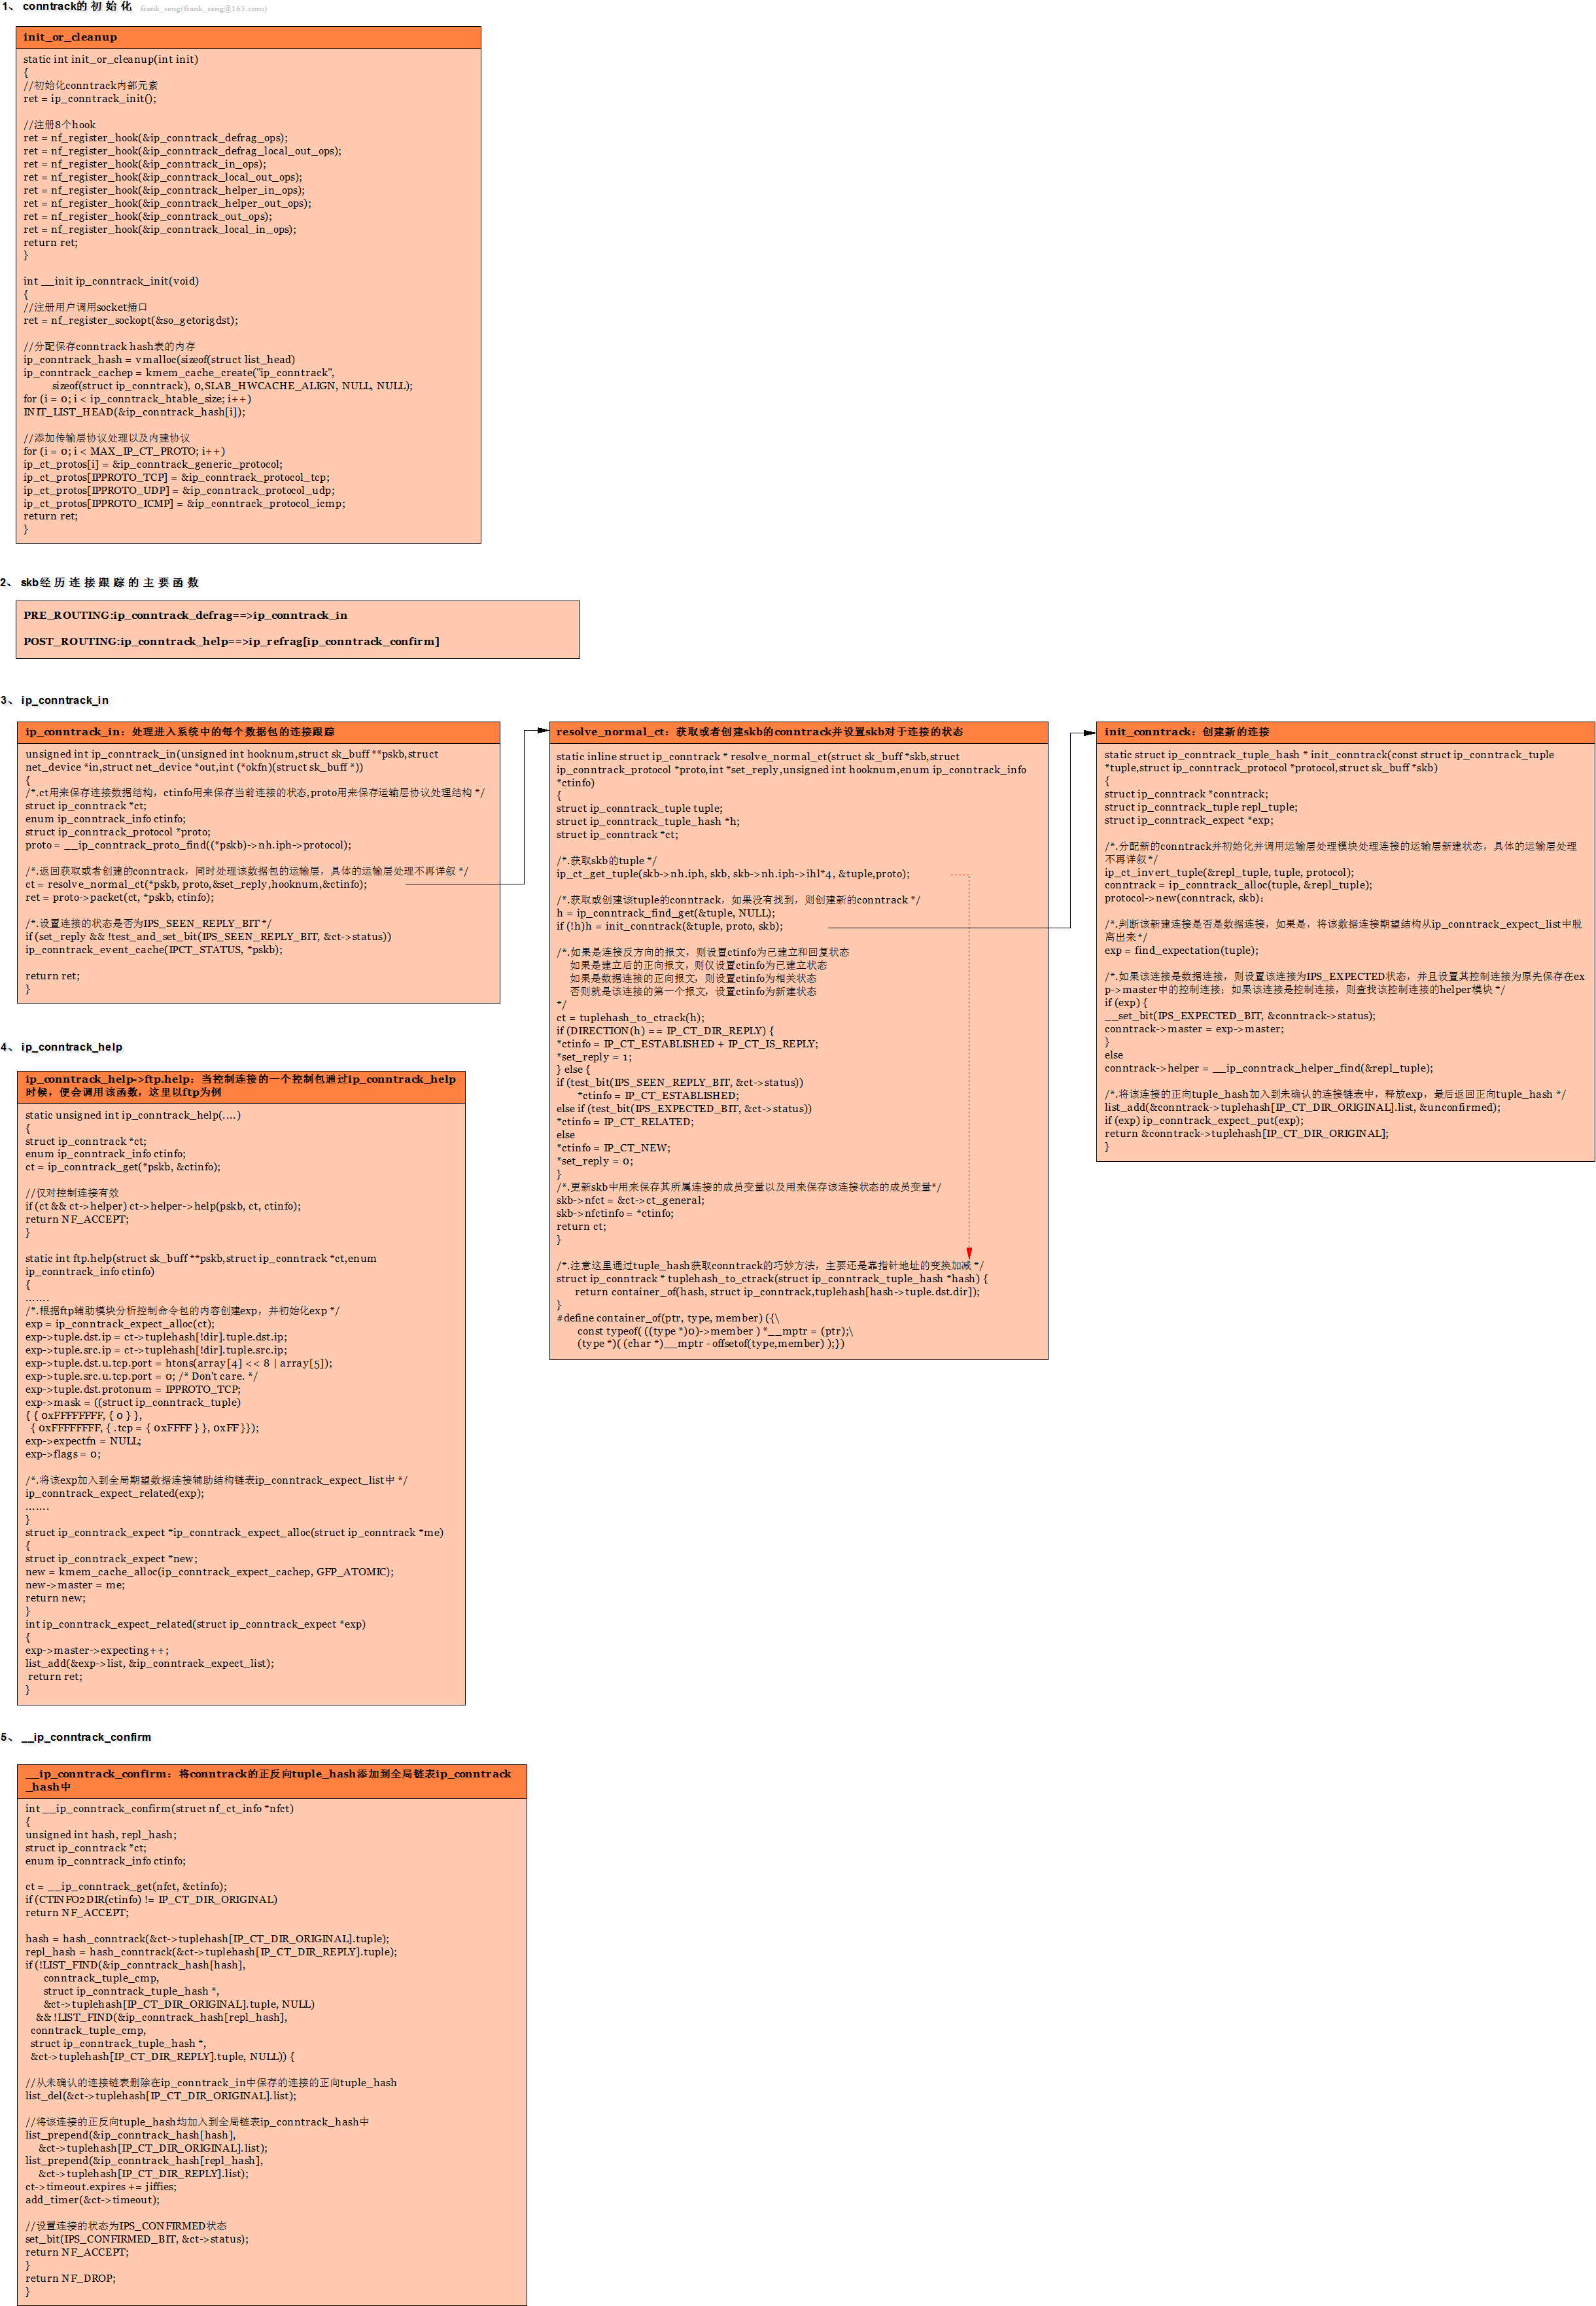 1、 conntrack的初始化 frank_seng(frank_seng@163.com)
init_or_cleanup
static int init_or_cleanup(int init)
{
//初始化conntrack内部元素
ret = ip_conntrack_init();
//注册8个hook
ret = nf_register_hook(&ip_conntrack_defrag_ops);
ret = nf_register_hook(&ip_conntrack_defrag_local_out_ops);
ret = nf_register_hook(&ip_conntrack_in_ops);
ret = nf_register_hook(&ip_conntrack_local_out_ops);
ret = nf_register_hook(&ip_conntrack_helper_in_ops);
ret = nf_register_hook(&ip_conntrack_helper_out_ops);
ret = nf_register_hook(&ip_conntrack_out_ops);
ret = nf_register_hook(&ip_conntrack_local_in_ops);
return ret;
}
int __init ip_conntrack_init(void)
{
//注册用户调用socket插口
ret = nf_register_sockopt(&so_getorigdst);
//分配保存conntrack hash表的内存
ip_conntrack_hash = vmalloc(sizeof(struct list_head)
ip_conntrack_cachep = kmem_cache_create("ip_conntrack",
sizeof(struct ip_conntrack), 0,SLAB_HWCACHE_ALIGN, NULL, NULL);
for (i = 0; i < ip_conntrack_htable_size; i++)
INIT_LIST_HEAD(&ip_conntrack_hash[i]);
//添加传输层协议处理以及内建协议
for (i = 0; i < MAX_IP_CT_PROTO; i++)
ip_ct_protos[i] = &ip_conntrack_generic_protocol;
ip_ct_protos[IPPROTO_TCP] = &ip_conntrack_protocol_tcp;
ip_ct_protos[IPPROTO_UDP] = &ip_conntrack_protocol_udp;
ip_ct_protos[IPPROTO_ICMP] = &ip_conntrack_protocol_icmp;
return ret;
}
2、 skb经历连接跟踪的主要函数
PRE_ROUTING:ip_conntrack_defrag==>ip_conntrack_in
POST_ROUTING:ip_conntrack_help==>ip_refrag[ip_conntrack_confirm]
3、 ip_conntrack_in
ip_conntrack_in：处理进入系统中的每个数据包的连接跟踪
unsigned int ip_conntrack_in(unsigned int hooknum,struct sk_buff **pskb,struct
net_device *in,struct net_device *out,int (*okfn)(struct sk_buff *))
{
/*.ct用来保存连接数据结构，ctinfo用来保存当前连接的状态,proto用来保存运输层协议处理结构 */
struct ip_conntrack *ct;
enum ip_conntrack_info ctinfo;
struct ip_conntrack_protocol *proto;
proto = __ip_conntrack_proto_find((*pskb)->nh.iph->protocol);
/*.返回获取或者创建的conntrack，同时处理该数据包的运输层，具体的运输层处理不再详叙 */
ct = resolve_normal_ct(*pskb, proto,&set_reply,hooknum,&ctinfo);
ret = proto->packet(ct, *pskb, ctinfo);
/*.设置连接的状态是否为IPS_SEEN_REPLY_BIT */
if (set_reply && !test_and_set_bit(IPS_SEEN_REPLY_BIT, &ct->status))
ip_conntrack_event_cache(IPCT_STATUS, *pskb);
return ret;
}
resolve_normal_ct：获取或者创建skb的conntrack并设置skb对于连接的状态
static inline struct ip_conntrack * resolve_normal_ct(struct sk_buff *skb,struct
ip_conntrack_protocol *proto,int *set_reply,unsigned int hooknum,enum ip_conntrack_info
*ctinfo)
{
struct ip_conntrack_tuple tuple;
struct ip_conntrack_tuple_hash *h;
struct ip_conntrack *ct;
/*.获取skb的tuple */
ip_ct_get_tuple(skb->nh.iph, skb, skb->nh.iph->ihl*4, &tuple,proto);
/*.获取或创建该tuple的conntrack，如果没有找到，则创建新的conntrack */
h = ip_conntrack_find_get(&tuple, NULL);
if (!h)h = init_conntrack(&tuple, proto, skb);
/*.如果是连接反方向的报文，则设置ctinfo为已建立和回复状态
如果是建立后的正向报文，则仅设置ctinfo为已建立状态
如果是数据连接的正向报文，则设置ctinfo为相关状态
否则就是该连接的第一个报文，设置ctinfo为新建状态
*/
ct = tuplehash_to_ctrack(h);
if (DIRECTION(h) == IP_CT_DIR_REPLY) {
*ctinfo = IP_CT_ESTABLISHED + IP_CT_IS_REPLY;
*set_reply = 1;
} else {
if (test_bit(IPS_SEEN_REPLY_BIT, &ct->status))
*ctinfo = IP_CT_ESTABLISHED;
else if (test_bit(IPS_EXPECTED_BIT, &ct->status))
*ctinfo = IP_CT_RELATED;
else
*ctinfo = IP_CT_NEW;
*set_reply = 0;
}
/*.更新skb中用来保存其所属连接的成员变量以及用来保存该连接状态的成员变量*/
skb->nfct = &ct->ct_general;
skb->nfctinfo = *ctinfo;
return ct;
}
/*.注意这里通过tuple_hash获取conntrack的巧妙方法，主要还是靠指针地址的变换加减 */
struct ip_conntrack * tuplehash_to_ctrack(struct ip_conntrack_tuple_hash *hash) {
return container_of(hash, struct ip_conntrack,tuplehash[hash->tuple.dst.dir]);
}
#define container_of(ptr, type, member) ({\
const typeof( ((type *)0)->member ) *__mptr = (ptr);\
(type *)( (char *)__mptr - offsetof(type,member) );})
init_conntrack：创建新的连接
static struct ip_conntrack_tuple_hash * init_conntrack(const struct ip_conntrack_tuple
*tuple,struct ip_conntrack_protocol *protocol,struct sk_buff *skb)
{
struct ip_conntrack *conntrack;
struct ip_conntrack_tuple repl_tuple;
struct ip_conntrack_expect *exp;
/*.分配新的conntrack并初始化并调用运输层处理模块处理连接的运输层新建状态，具体的运输层处理
不再详叙*/
ip_ct_invert_tuple(&repl_tuple, tuple, protocol);
conntrack = ip_conntrack_alloc(tuple, &repl_tuple);
protocol->new(conntrack, skb)；
/*.判断该新建连接是否是数据连接，如果是，将该数据连接期望结构从ip_conntrack_expect_list中脱
离出来*/
exp = find_expectation(tuple);
/*.如果该连接是数据连接，则设置该连接为IPS_EXPECTED状态，并且设置其控制连接为原先保存在ex
p->master中的控制连接；如果该连接是控制连接，则查找该控制连接的helper模块 */
if (exp) {
__set_bit(IPS_EXPECTED_BIT, &conntrack->status);
conntrack->master = exp->master;
}
else
conntrack->helper = __ip_conntrack_helper_find(&repl_tuple);
/*.将该连接的正向tuple_hash加入到未确认的连接链表中，释放exp，最后返回正向tuple_hash */
list_add(&conntrack->tuplehash[IP_CT_DIR_ORIGINAL].list, &unconfirmed);
if (exp) ip_conntrack_expect_put(exp);
return &conntrack->tuplehash[IP_CT_DIR_ORIGINAL];
}
4、 ip_conntrack_help
ip_conntrack_help->ftp.help：当控制连接的一个控制包通过ip_conntrack_help
时候，便会调用该函数，这里以ftp为例
static unsigned int ip_conntrack_help(....)
{
struct ip_conntrack *ct;
enum ip_conntrack_info ctinfo;
ct = ip_conntrack_get(*pskb, &ctinfo);
//仅对控制连接有效
if (ct && ct->helper) ct->helper->help(pskb, ct, ctinfo);
return NF_ACCEPT;
}
static int ftp.help(struct sk_buff **pskb,struct ip_conntrack *ct,enum
ip_conntrack_info ctinfo)
{
.......
/*.根据ftp辅助模块分析控制命令包的内容创建exp，并初始化exp */
exp = ip_conntrack_expect_alloc(ct);
exp->tuple.dst.ip = ct->tuplehash[!dir].tuple.dst.ip;
exp->tuple.src.ip = ct->tuplehash[!dir].tuple.src.ip;
exp->tuple.dst.u.tcp.port = htons(array[4] << 8 | array[5]);
exp->tuple.src.u.tcp.port = 0; /* Don't care. */
exp->tuple.dst.protonum = IPPROTO_TCP;
exp->mask = ((struct ip_conntrack_tuple)
{ { 0xFFFFFFFF, { 0 } },
{ 0xFFFFFFFF, { .tcp = { 0xFFFF } }, 0xFF }});
exp->expectfn = NULL;
exp->flags = 0;
/*.将该exp加入到全局期望数据连接辅助结构链表ip_conntrack_expect_list中 */
ip_conntrack_expect_related(exp);
.......
}
struct ip_conntrack_expect *ip_conntrack_expect_alloc(struct ip_conntrack *me)
{
struct ip_conntrack_expect *new;
new = kmem_cache_alloc(ip_conntrack_expect_cachep, GFP_ATOMIC);
new->master = me;
return new;
}
int ip_conntrack_expect_related(struct ip_conntrack_expect *exp)
{
exp->master->expecting++;
list_add(&exp->list, &ip_conntrack_expect_list);
return ret;
}
5、 __ip_conntrack_confirm
__ip_conntrack_confirm：将conntrack的正反向tuple_hash添加到全局链表ip_conntrack
_hash中
int __ip_conntrack_confirm(struct nf_ct_info *nfct)
{
unsigned int hash, repl_hash;
struct ip_conntrack *ct;
enum ip_conntrack_info ctinfo;
ct = __ip_conntrack_get(nfct, &ctinfo);
if (CTINFO2DIR(ctinfo) != IP_CT_DIR_ORIGINAL)
return NF_ACCEPT;
hash = hash_conntrack(&ct->tuplehash[IP_CT_DIR_ORIGINAL].tuple);
repl_hash = hash_conntrack(&ct->tuplehash[IP_CT_DIR_REPLY].tuple);
if (!LIST_FIND(&ip_conntrack_hash[hash],
conntrack_tuple_cmp,
struct ip_conntrack_tuple_hash *,
&ct->tuplehash[IP_CT_DIR_ORIGINAL].tuple, NULL)
&& !LIST_FIND(&ip_conntrack_hash[repl_hash],
conntrack_tuple_cmp,
struct ip_conntrack_tuple_hash *,
&ct->tuplehash[IP_CT_DIR_REPLY].tuple, NULL)) {
//从未确认的连接链表删除在ip_conntrack_in中保存的连接的正向tuple_hash
list_del(&ct->tuplehash[IP_CT_DIR_ORIGINAL].list);
//将该连接的正反向tuple_hash均加入到全局链表ip_conntrack_hash中
list_prepend(&ip_conntrack_hash[hash],
&ct->tuplehash[IP_CT_DIR_ORIGINAL].list);
list_prepend(&ip_conntrack_hash[repl_hash],
&ct->tuplehash[IP_CT_DIR_REPLY].list);
ct->timeout.expires += jiffies;
add_timer(&ct->timeout);
//设置连接的状态为IPS_CONFIRMED状态
set_bit(IPS_CONFIRMED_BIT, &ct->status);
return NF_ACCEPT;
}
return NF_DROP;
}